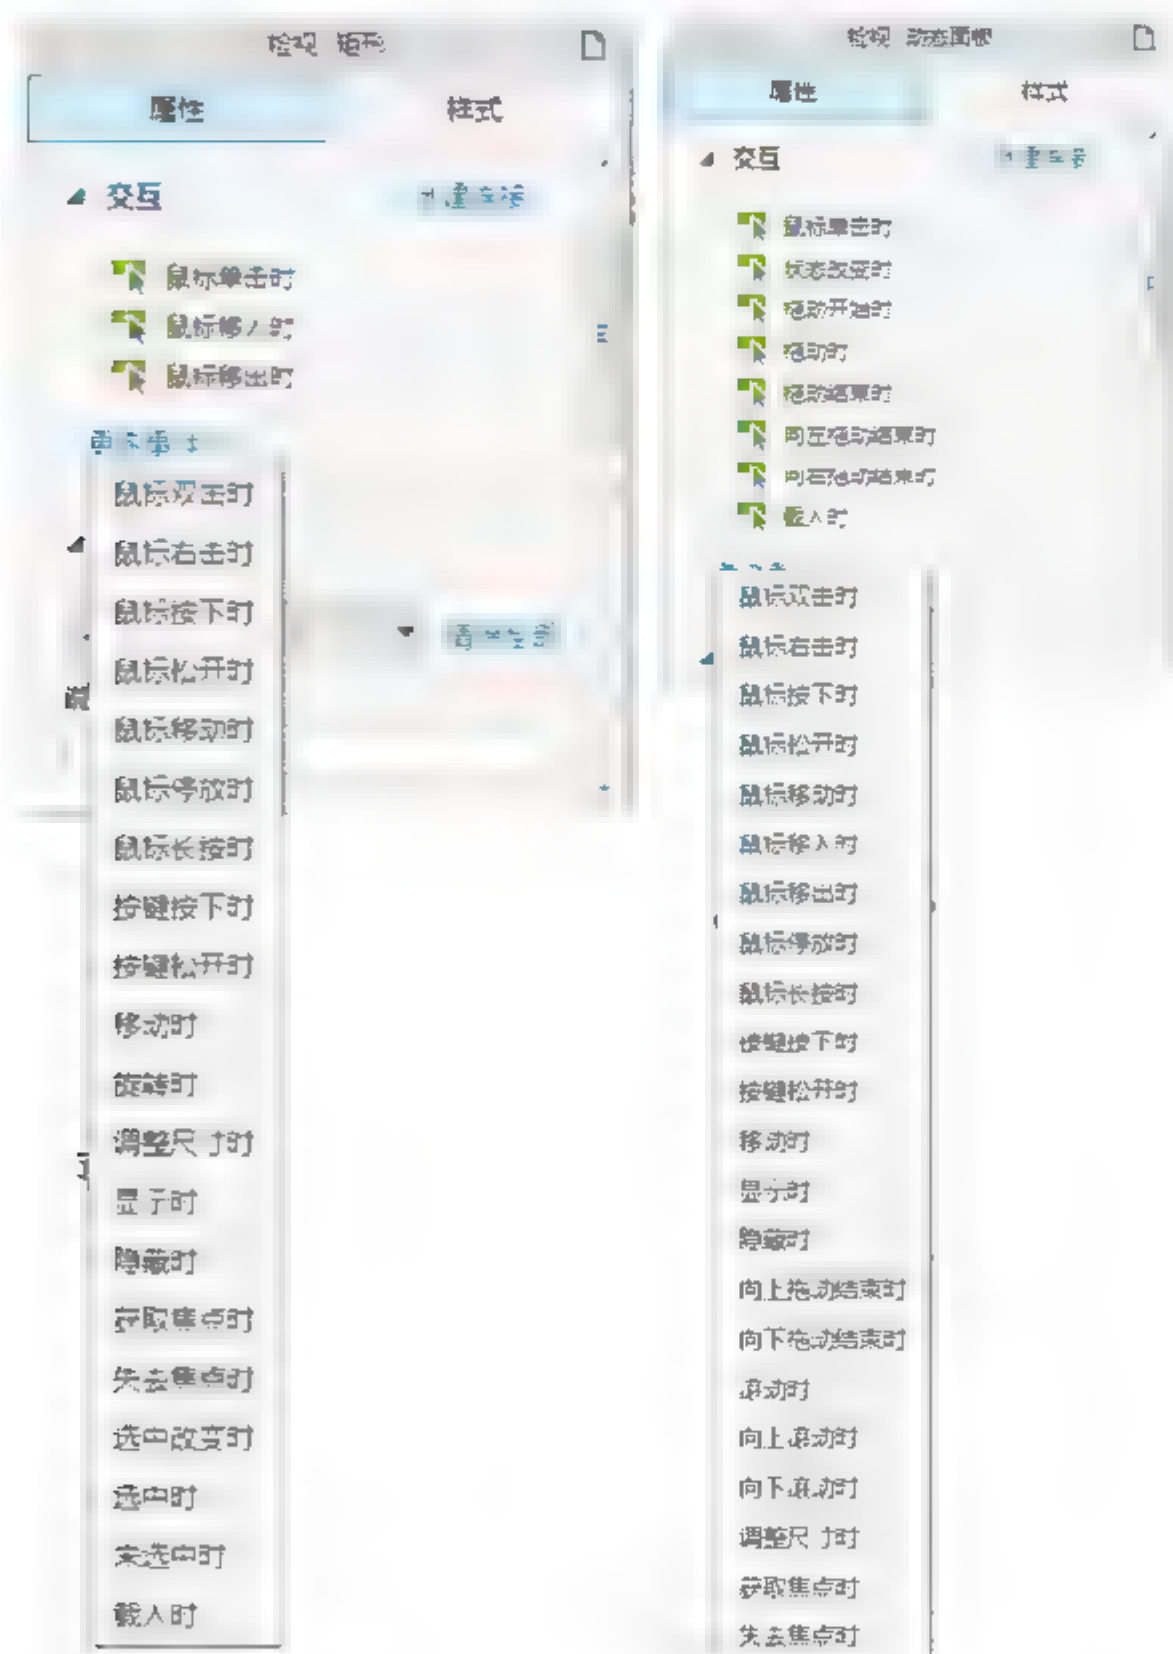 检视 矩形
属性
样式
交互
鼠标单击时
鼠标移入时
鼠标移出时
鼠标双击时
鼠标右击时
鼠标按下时
鼠标松开时
鼠标移动时
鼠标停放时
鼠标长按时
按键按下时
按键松开时
移动时
旋转时
调整尺寸时
显示时
隐藏时
获取焦点时
失去焦点时
选中改变时
选中时
未选中时
载入时
检视 动态面板
属性
样式
交互
鼠标单击时
状态改变时
拖动开始时
拖动时
拖动结束时
向左拖动结束时
向右拖动结束时
载入时
鼠标双击时
鼠标右击时
鼠标按下时
鼠标松开时
鼠标移动时
鼠标移入时
鼠标移出时
鼠标停放时
鼠标长按时
按键按下时
按键松开时
移动时
显示时
隐藏时
向上拖动结束时
向下拖动结束时
滚动时
向上滚动时
向下滚动时
调整尺寸时
获取焦点时
失去焦点时